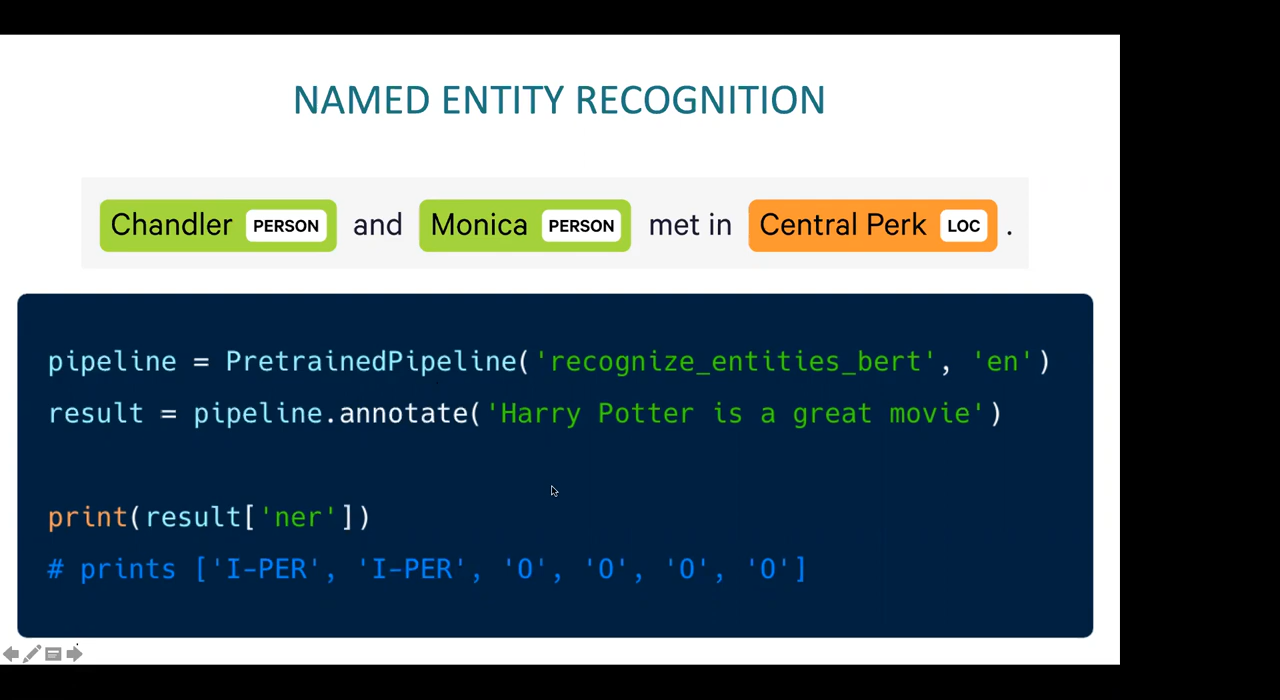 NAMED ENTITY RECOGNITION
Chandler PERSON and Monica PERSON met in Central Perk LOC .
pipeline = PretrainedPipeline('recognize_entities_bert', 'en')
result = pipeline.annotate('Harry Potter is a great movie')
print(result['ner'])
# prints ['I-PER', 'I-PER', 'O', 'O', 'O', 'O']